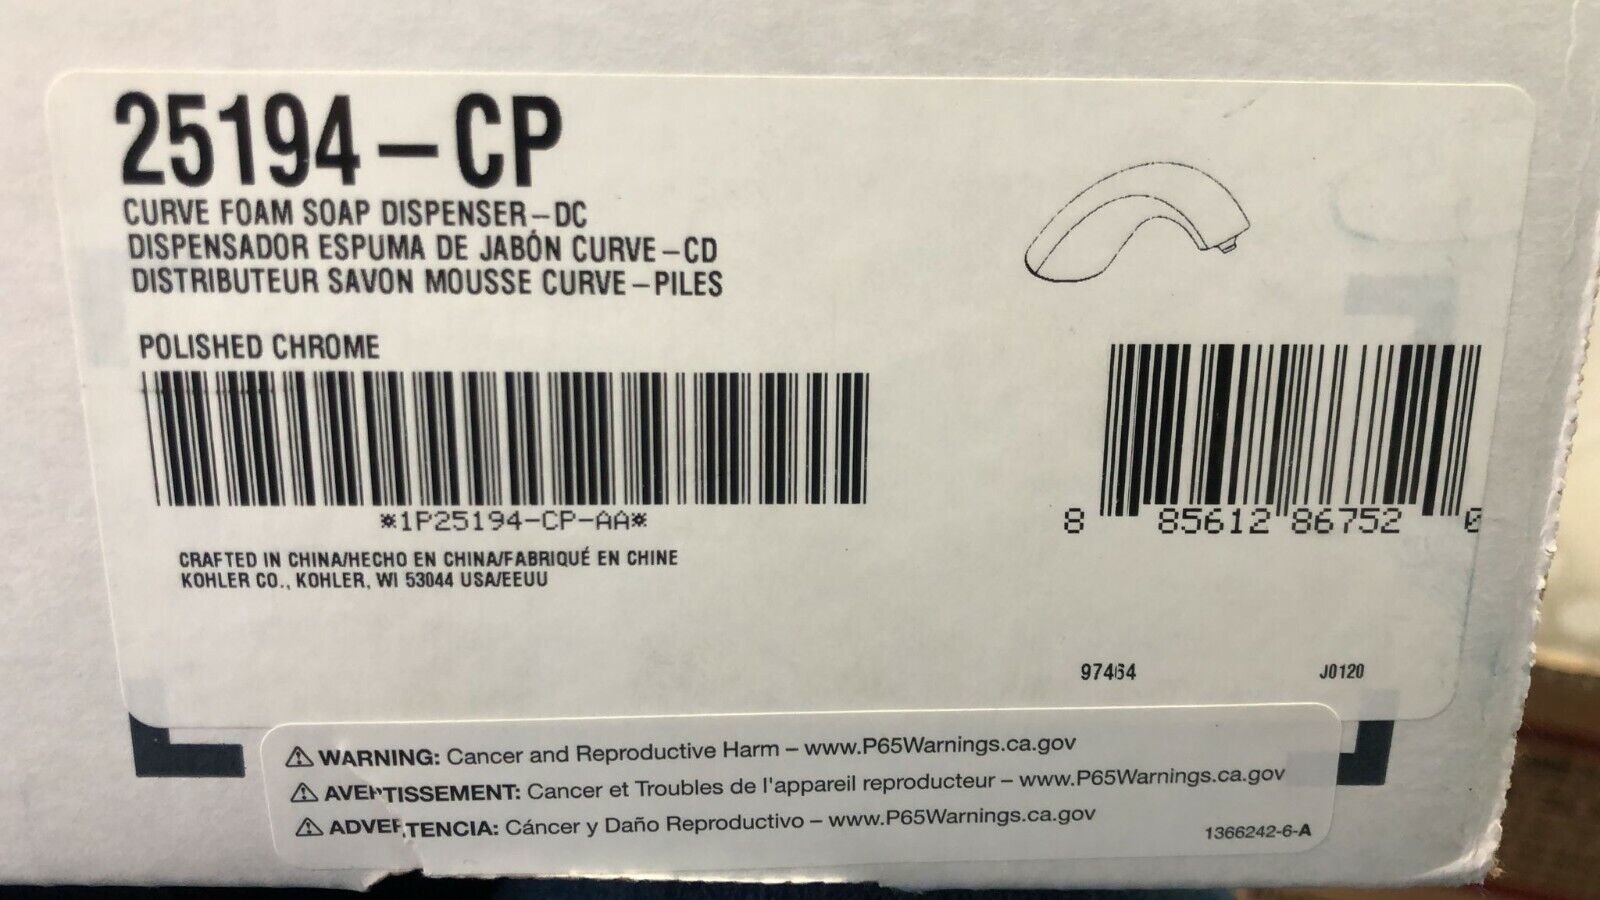 25194-CP
CURVE FOAM SOAP DISPENSER-DC
DISPENSADOR ESPUMA DE JABÓN CURVE-CD
DISTRIBUTEUR SAVON MOUSSE CURVE-PILES
POLISHED CHROME
*1P25194-CP-AA*
8 85612 86752 0
CRAFTED IN CHINA/HECHO EN CHINA/FABRIQUÉ EN CHINE
KOHLER CO., KOHLER, WI 53044 USA/EEUU
97464 J0120
⚠ WARNING: Cancer and Reproductive Harm – www.P65Warnings.ca.gov
⚠ AVERTISSEMENT: Cancer et Troubles de l'appareil reproducteur – www.P65Warnings.ca.gov
⚠ ADVERTENCIA: Cáncer y Daño Reproductivo – www.P65Warnings.ca.gov
1366242-6-A